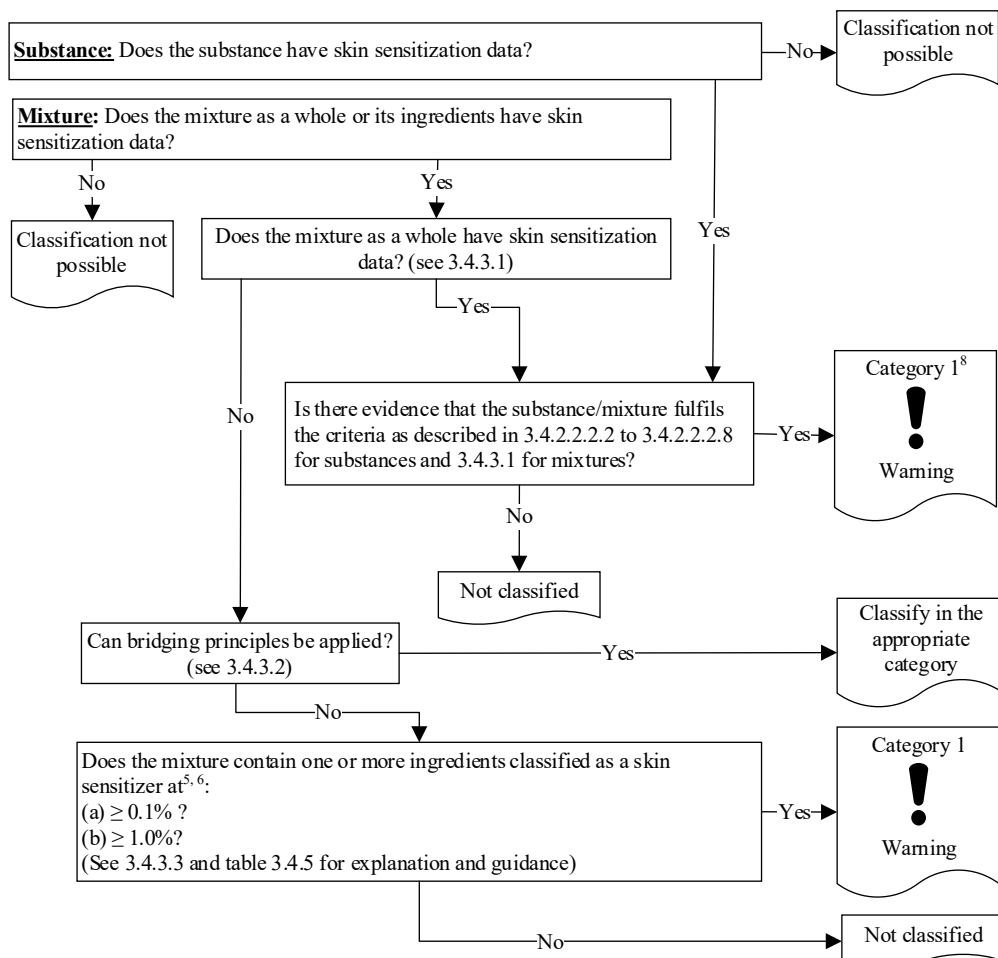 Substance: Does the substance have skin sensitization data?
No
Classification not
possible
Mixture: Does the mixture as a whole or its ingredients have skin
sensitization data?
No
Yes
Classification not
possible
Does the mixture as a whole have skin sensitization
data? (see 3.4.3.1)
Yes
Yes
No
Is there evidence that the substance/mixture fulfils
the criteria as described in 3.4.2.2.2.2 to 3.4.2.2.2.8
for substances and 3.4.3.1 for mixtures?
Yes
Category 1⁸
!
Warning
No
Not classified
Can bridging principles be applied?
(see 3.4.3.2)
Yes
Classify in the
appropriate
category
No
Does the mixture contain one or more ingredients classified as a skin
sensitizer at⁵, ⁶:
(a) ≥ 0.1% ?
(b) ≥ 1.0%?
(See 3.4.3.3 and table 3.4.5 for explanation and guidance)
Yes
Category 1
!
Warning
No
Not classified